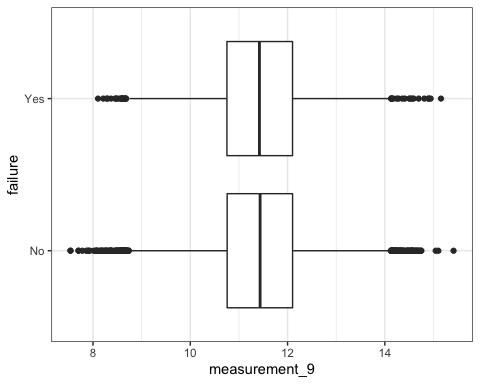 failure
Yes
No
8 10 12 14
measurement_9